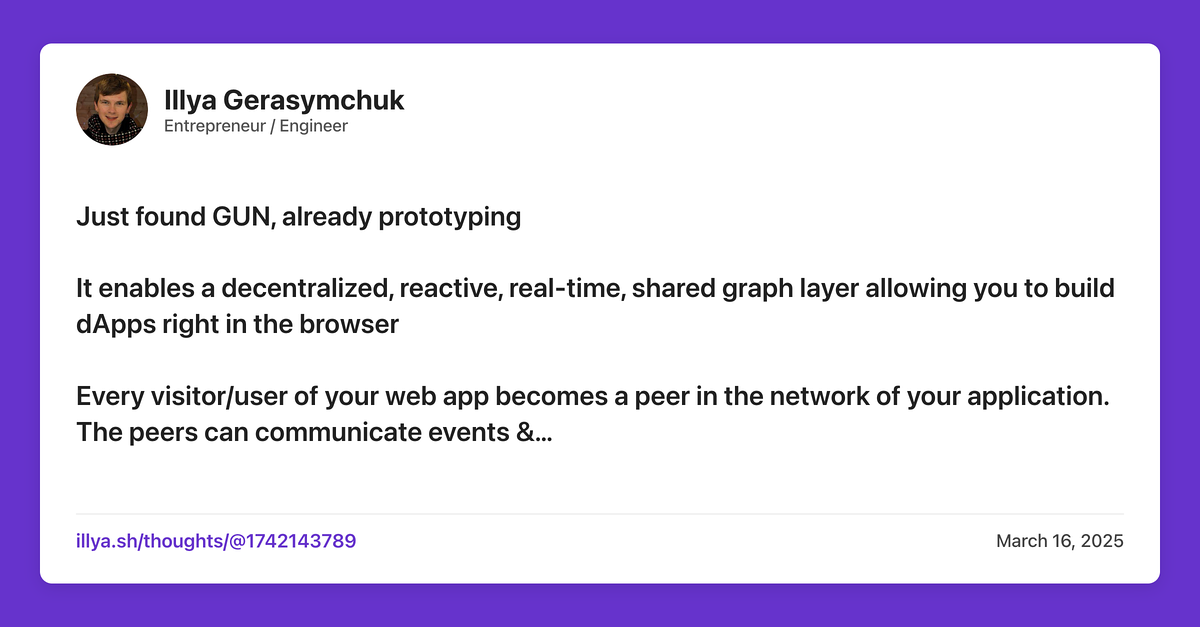 Illya Gerasymchuk
Entrepreneur / Engineer
Just found GUN, already prototyping
It enables a decentralized, reactive, real-time, shared graph layer allowing you to build
dApps right in the browser
Every visitor/user of your web app becomes a peer in the network of your application.
The peers can communicate events &...
illya.sh/thoughts/@1742143789
March 16, 2025